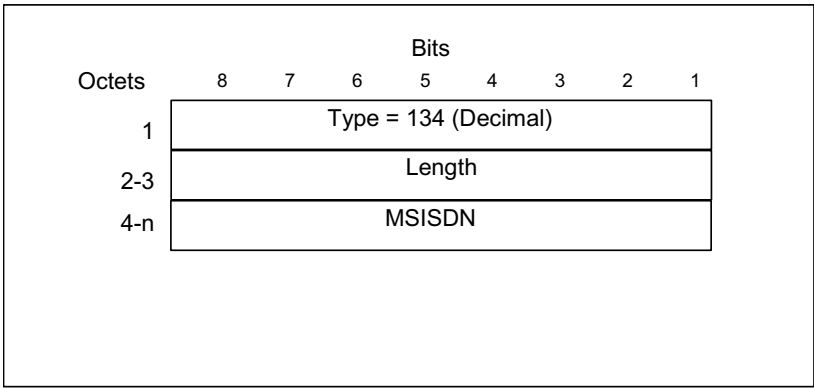 Bits
Octets 8 7 6 5 4 3 2 1
1 Type = 134 (Decimal)
2-3 Length
4-n MSISDN